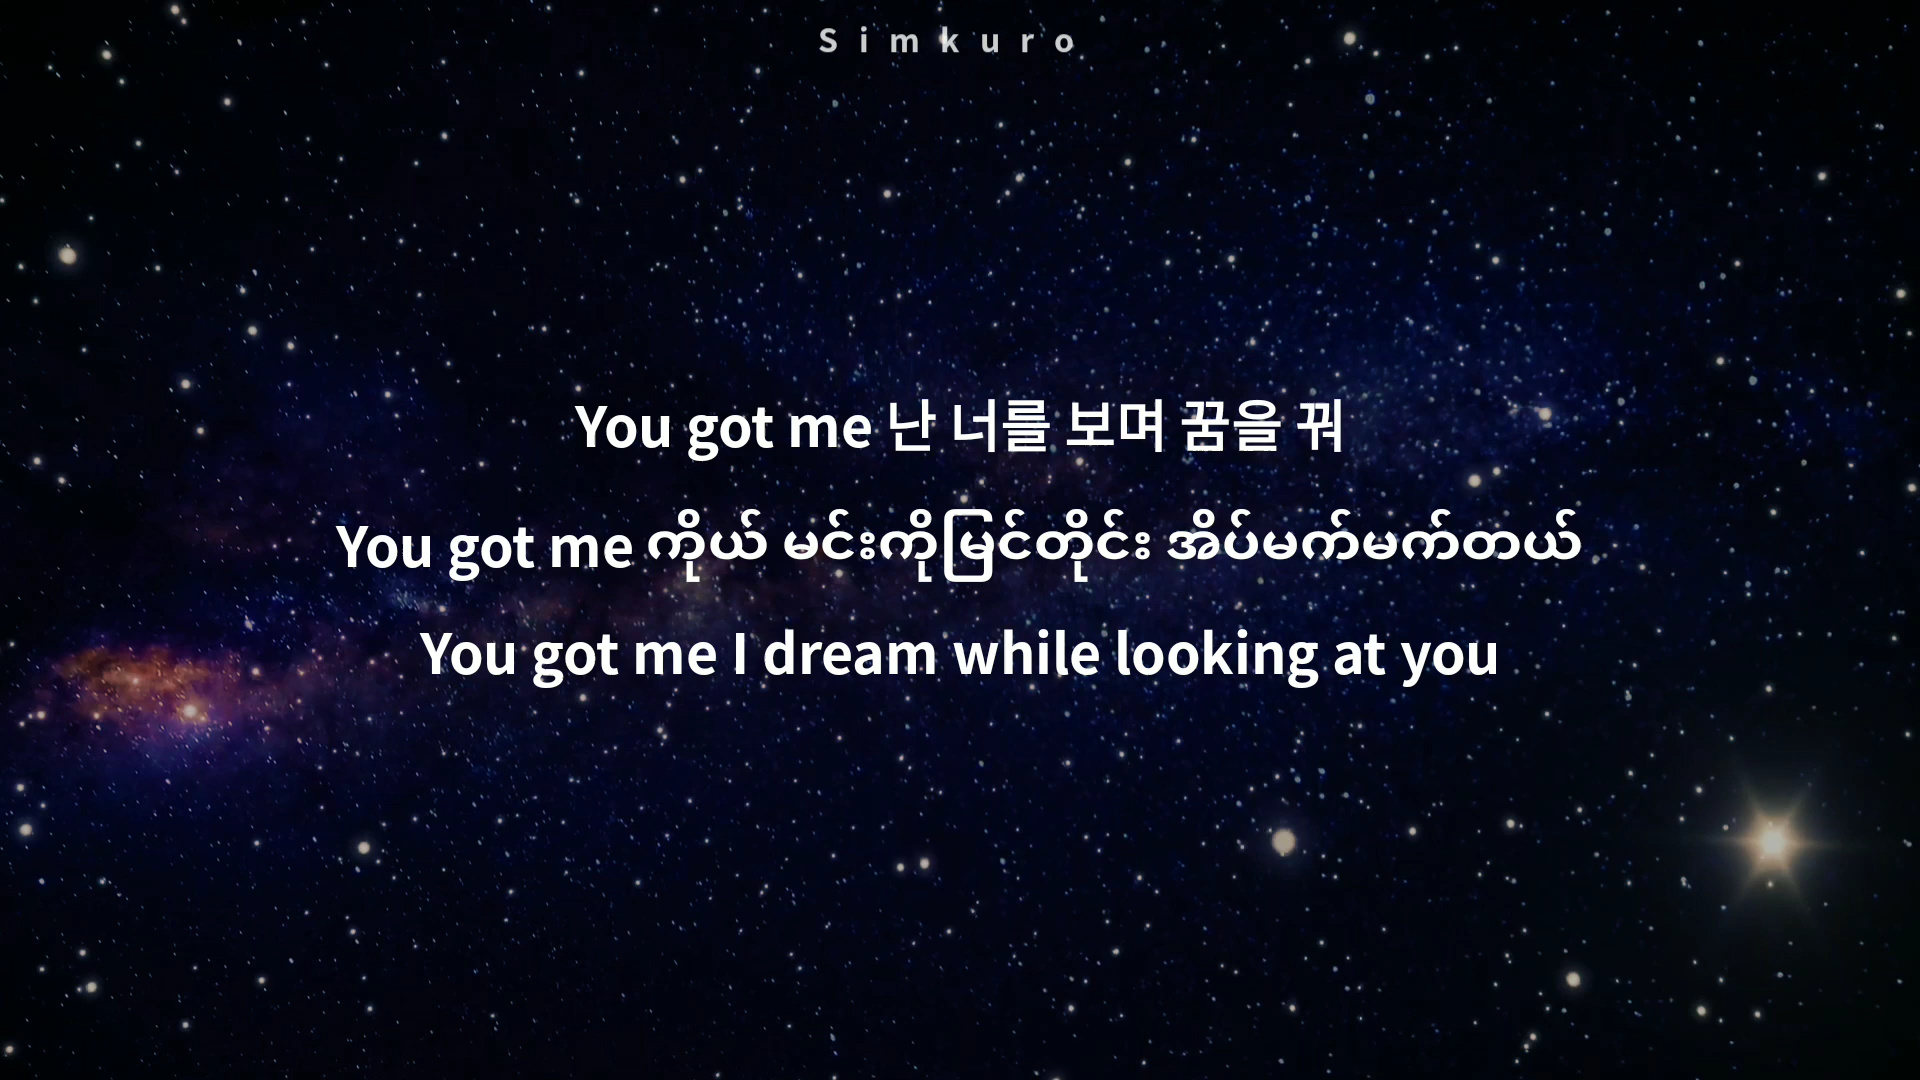 Simkuro
You got me 난 너를 보며 꿈을 꿔
You got me ကိုယ် မင်းကိုမြင်တိုင်း အိပ်မက်မက်တယ်
You got me I dream while looking at you